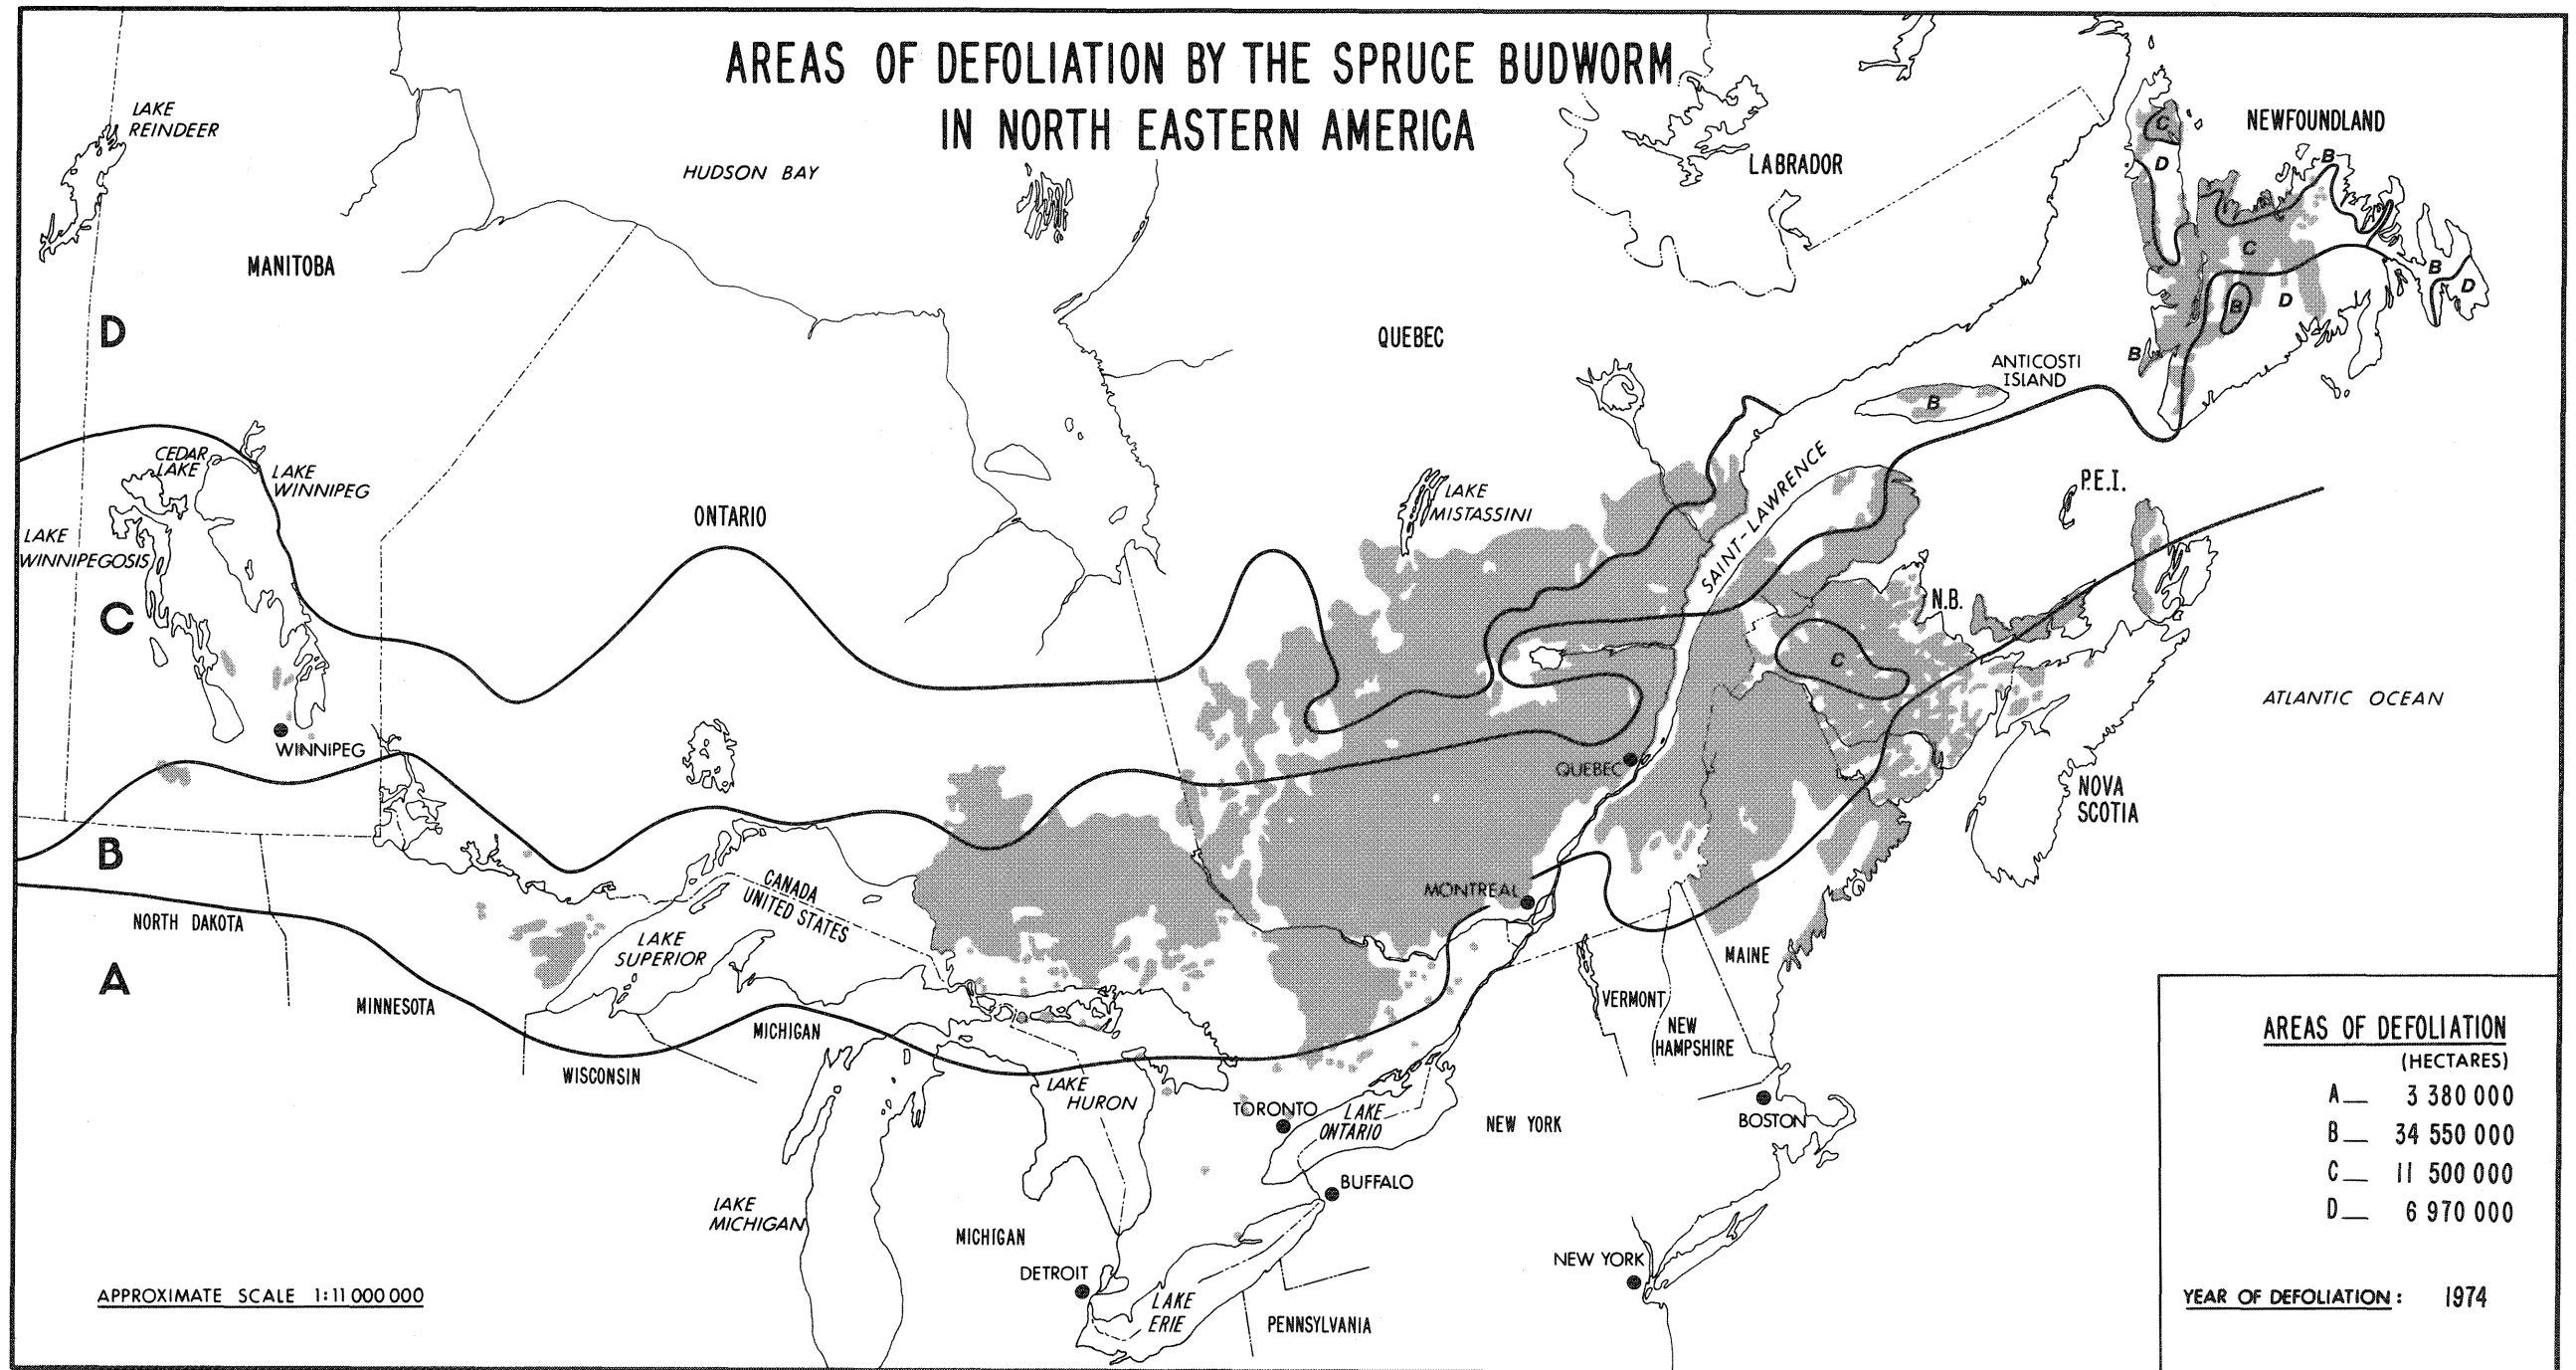 AREAS OF DEFOLIATION BY THE SPRUCE BUDWORM
IN NORTH EASTERN AMERICA
LAKE
REINDEER
HUDSON BAY
LABRADOR
NEWFOUNDLAND
C
D
B
C
B
D
B
D
B
MANITOBA
D
QUEBEC
ANTICOSTI
ISLAND
B
CEDAR
LAKE
LAKE
WINNIPEG
LAKE
WINNIPEGOSIS
ONTARIO
LAKE
MISTASSINI
SAINT-LAWRENCE
P.E.I.
N.B.
C
C
ATLANTIC OCEAN
WINNIPEG
QUEBEC
NOVA
SCOTIA
B
CANADA
UNITED STATES
MONTREAL
NORTH DAKOTA
LAKE
SUPERIOR
MAINE
A
MINNESOTA
MICHIGAN
VERMONT
NEW
HAMPSHIRE
WISCONSIN
LAKE
HURON
TORONTO
LAKE
ONTARIO
NEW YORK
BOSTON
BUFFALO
LAKE
MICHIGAN
MICHIGAN
DETROIT
LAKE
ERIE
PENNSYLVANIA
NEW YORK
APPROXIMATE SCALE 1:11 000 000
AREAS OF DEFOLIATION
(HECTARES)
A__ 3 380 000
B__ 34 550 000
C__ 11 500 000
D__ 6 970 000
YEAR OF DEFOLIATION: 1974